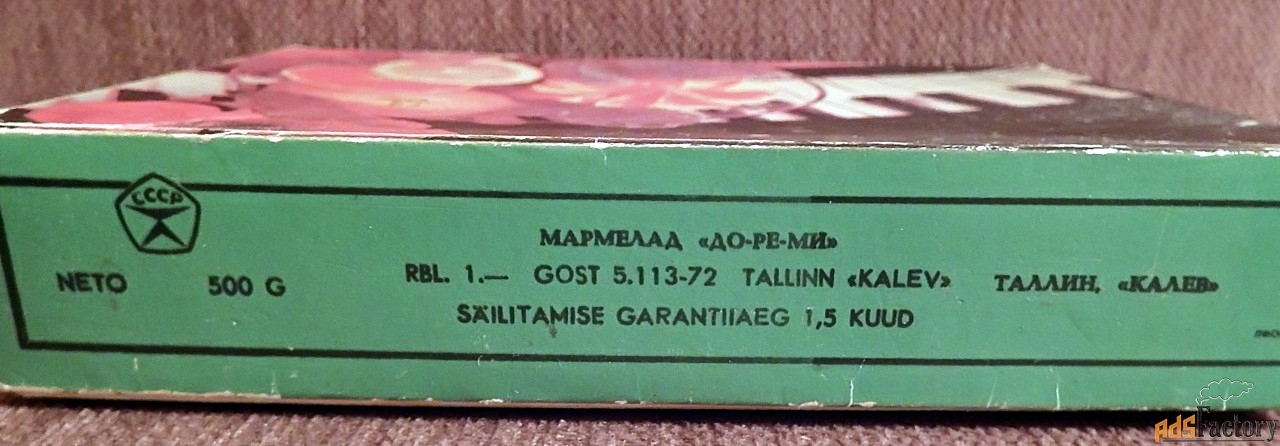 СССР
МАРМЕЛАД «ДО-РЕ-МИ»
NETO 500 G RBL. 1.— GOST 5.113-72 TALLINN «KALEV» ТАЛЛИН, «КАЛЕВ»
SÄILITAMISE GARANTIIAEG 1,5 KUUD
AdsFactory